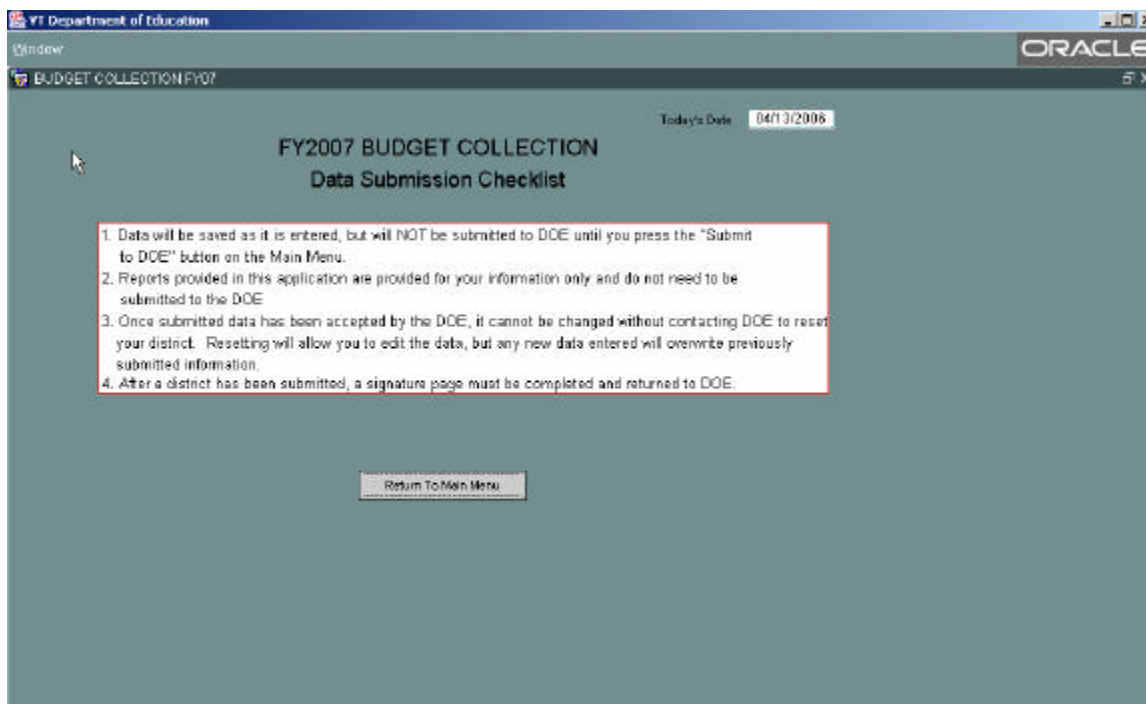 VT Department of Education
Window
ORACLE
BUDGET COLLECTION FY07
Today's Date 04/13/2006
FY2007 BUDGET COLLECTION
Data Submission Checklist
1. Data will be saved as it is entered, but will NOT be submitted to DOE until you press the "Submit
to DOE" button on the Main Menu.
2. Reports provided in this application are provided for your information only and do not need to be
submitted to the DOE
3. Once submitted data has been accepted by the DOE, it cannot be changed without contacting DOE to reset
your district. Resetting will allow you to edit the data, but any new data entered will overwrite previously
submitted information.
4. After a district has been submitted, a signature page must be completed and returned to DOE.
Return To Main Menu